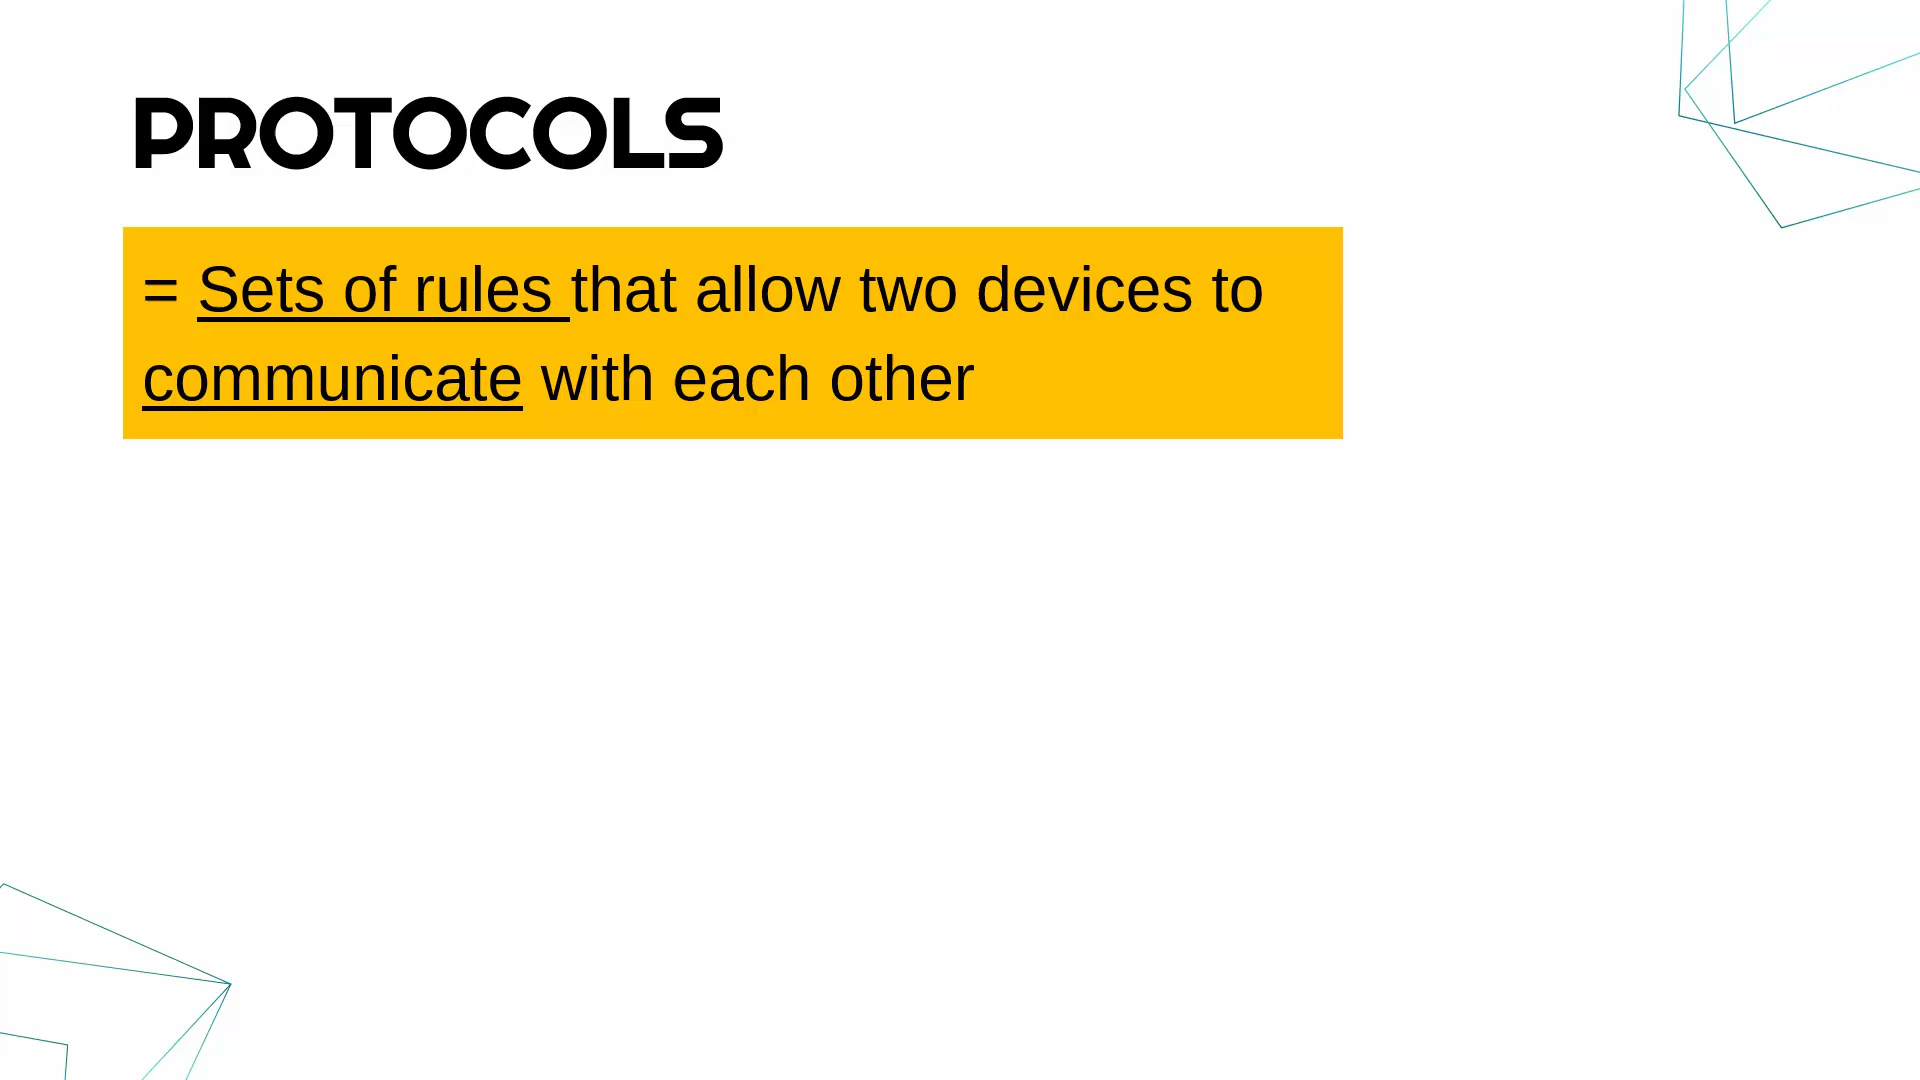 PROTOCOLS
= Sets of rules that allow two devices to
communicate with each other